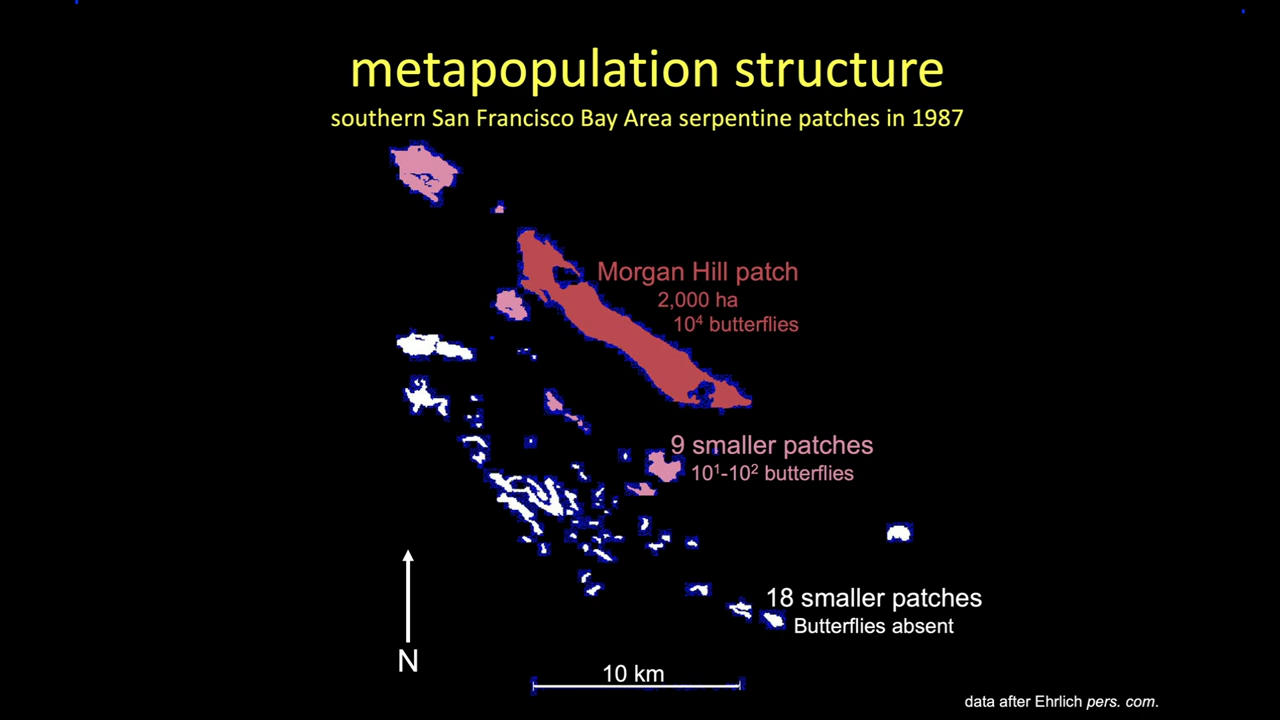 metapopulation structure
southern San Francisco Bay Area serpentine patches in 1987
Morgan Hill patch
2,000 ha
10⁴ butterflies
9 smaller patches
10¹-10² butterflies
18 smaller patches
Butterflies absent
N
10 km
data after Ehrlich pers. com.